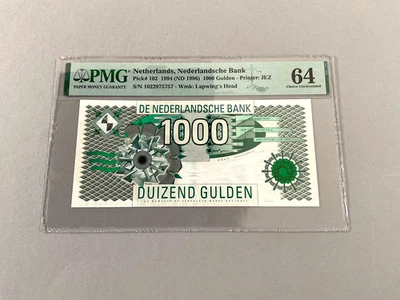 PMG
PAPER MONEY GUARANTY
Netherlands, Nederlandsche Bank
Pick# 102 1994 (ND 1996) 1000 Gulden - Printer: JEZ
S/N 1022975757 - Wmk: Lapwing's Head
64
Choice Uncirculated
DE NEDERLANDSCHE BANK
1000
DUIZEND GULDEN